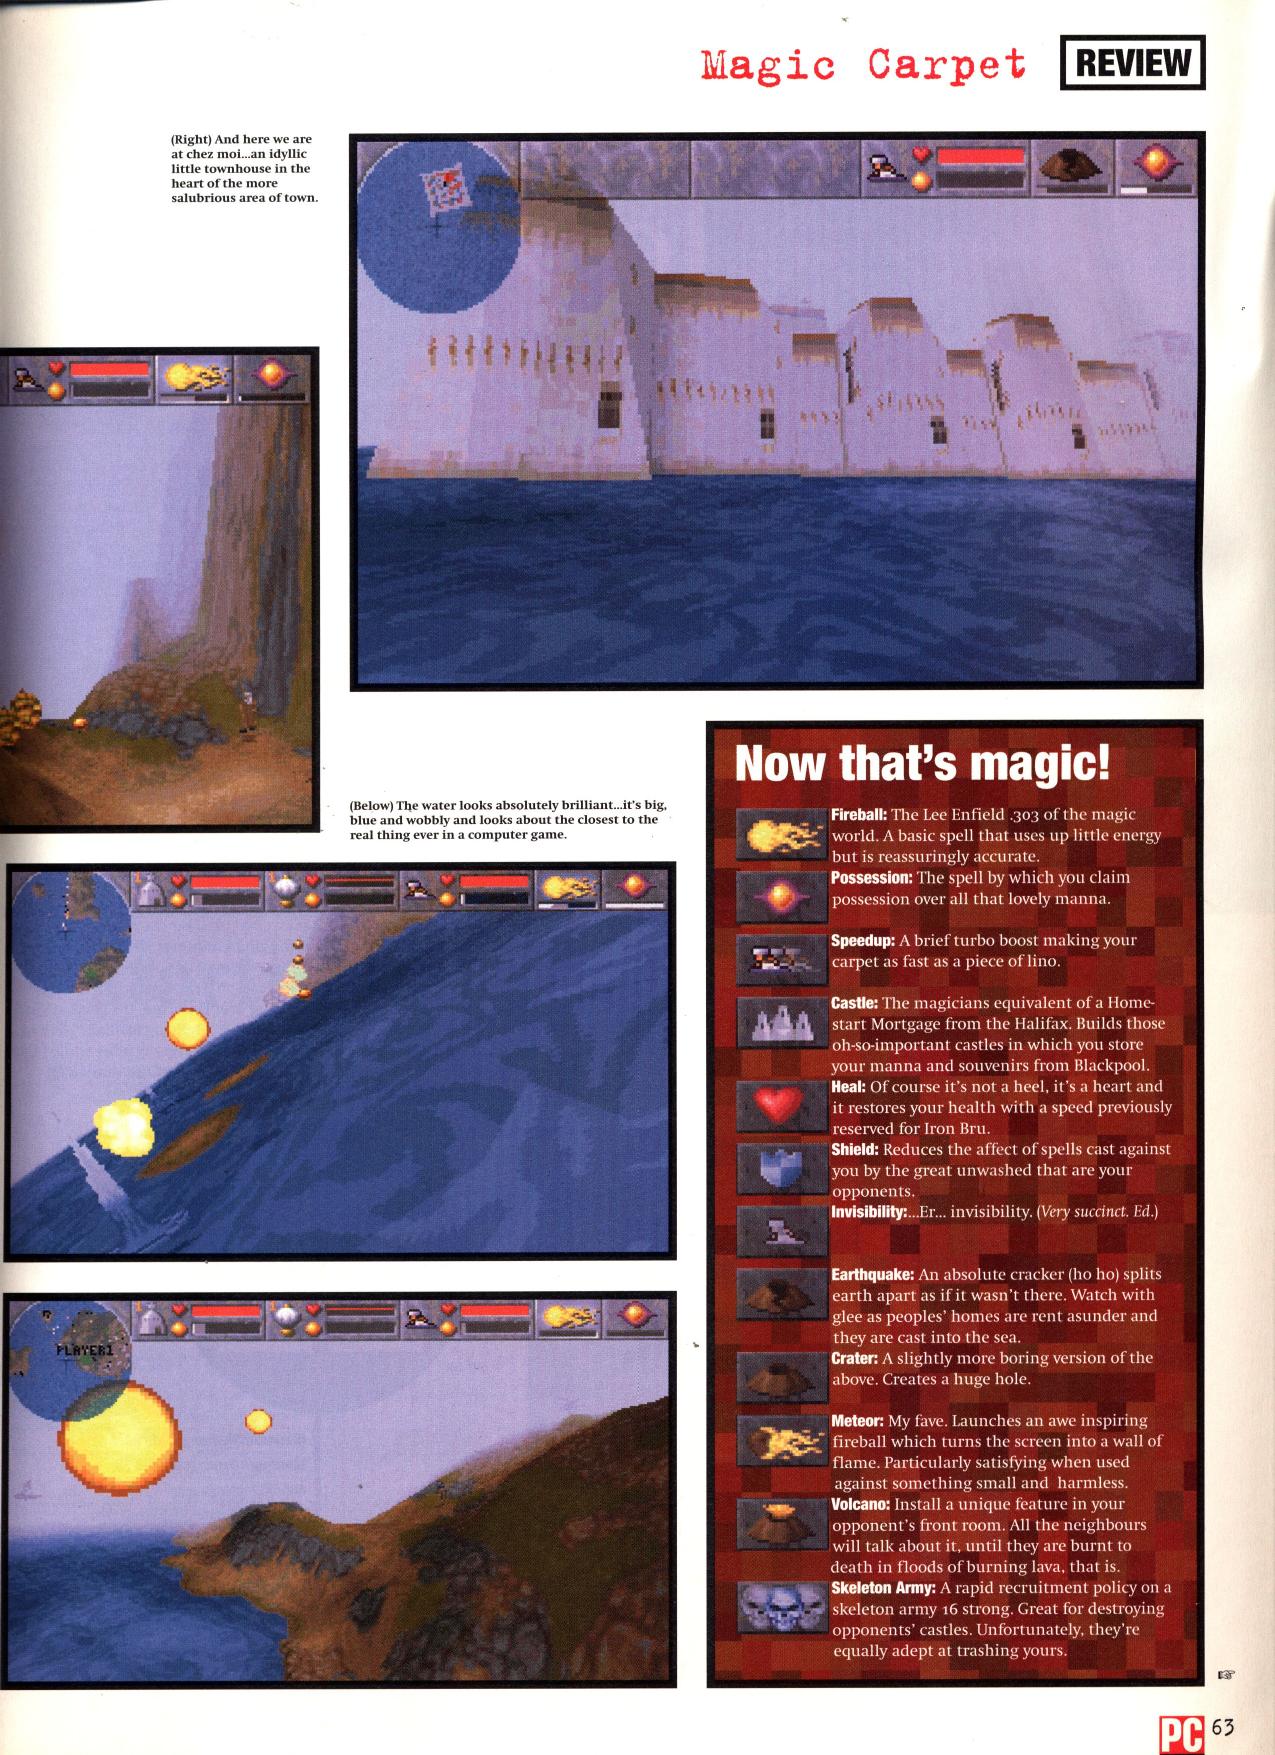 Magic Carpet REVIEW
(Right) And here we are
at chez moi...an idyllic
little townhouse in the
heart of the more
salubrious area of town.
(Below) The water looks absolutely brilliant...it's big,
blue and wobbly and looks about the closest to the
real thing ever in a computer game.
1
1
1
1
PLAYER1
Now that's magic!
Fireball: The Lee Enfield .303 of the magic
world. A basic spell that uses up little energy
but is reassuringly accurate.
Possession: The spell by which you claim
possession over all that lovely manna.
Speedup: A brief turbo boost making your
carpet as fast as a piece of lino.
Castle: The magicians equivalent of a Home-
start Mortgage from the Halifax. Builds those
oh-so-important castles in which you store
your manna and souvenirs from Blackpool.
Heal: Of course it's not a heel, it's a heart and
it restores your health with a speed previously
reserved for Iron Bru.
Shield: Reduces the affect of spells cast against
you by the great unwashed that are your
opponents.
Invisibility:...Er... invisibility. (Very succinct. Ed.)
Earthquake: An absolute cracker (ho ho) splits
earth apart as if it wasn't there. Watch with
glee as peoples' homes are rent asunder and
they are cast into the sea.
Crater: A slightly more boring version of the
above. Creates a huge hole.
Meteor: My fave. Launches an awe inspiring
fireball which turns the screen into a wall of
flame. Particularly satisfying when used
against something small and harmless.
Volcano: Install a unique feature in your
opponent's front room. All the neighbours
will talk about it, until they are burnt to
death in floods of burning lava, that is.
Skeleton Army: A rapid recruitment policy on a
skeleton army 16 strong. Great for destroying
opponents' castles. Unfortunately, they're
equally adept at trashing yours.
PC 63